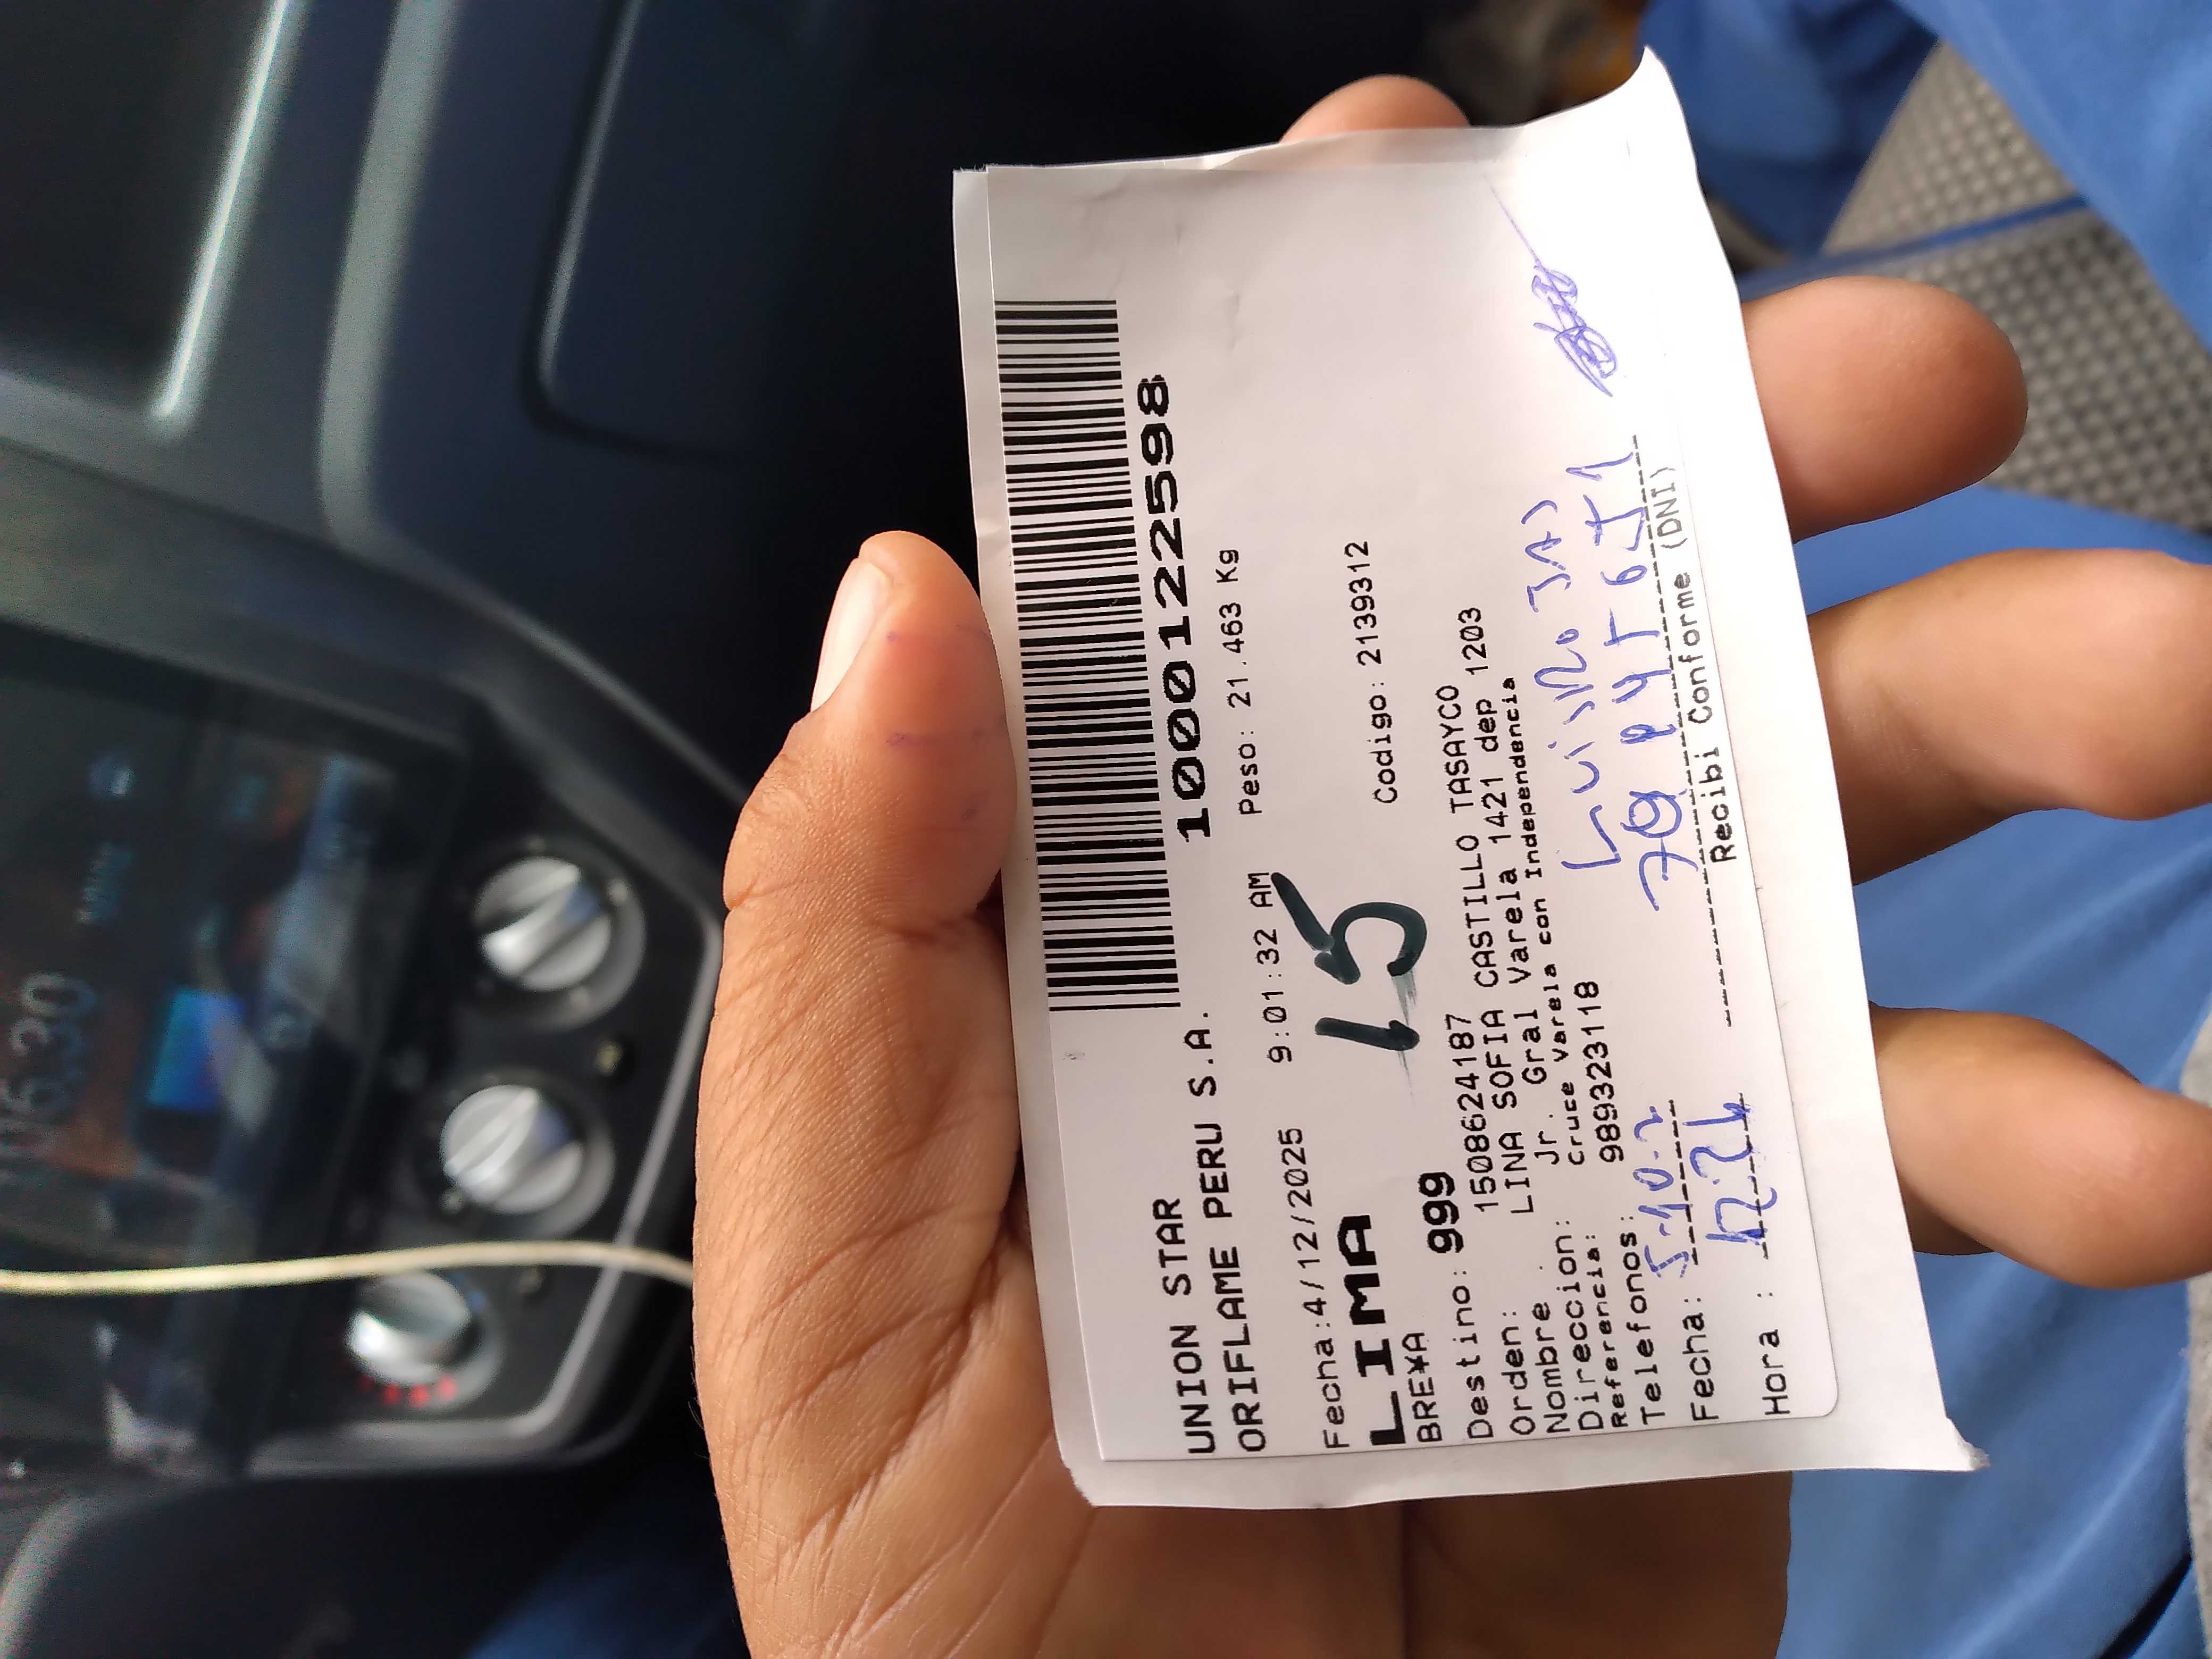 10001122598
UNION STAR
ORIFLAME PERU S.A.
Fecha:4/12/2025 9:01:32 AM Peso: 21.463 Kg
LIMA
15
BRE¥A
Codigo: 2139312
Destino: 999
Orden: 1508624187
Nombre : LINA SOFIA CASTILLO TASAYCO
Direccion: Jr. Gral Varela 1421 dep 1203
Referencia: Cruce Varela con Independencia
Telefonos: 989323118
Fecha:
Hora :
Recibi Conforme (DNI)